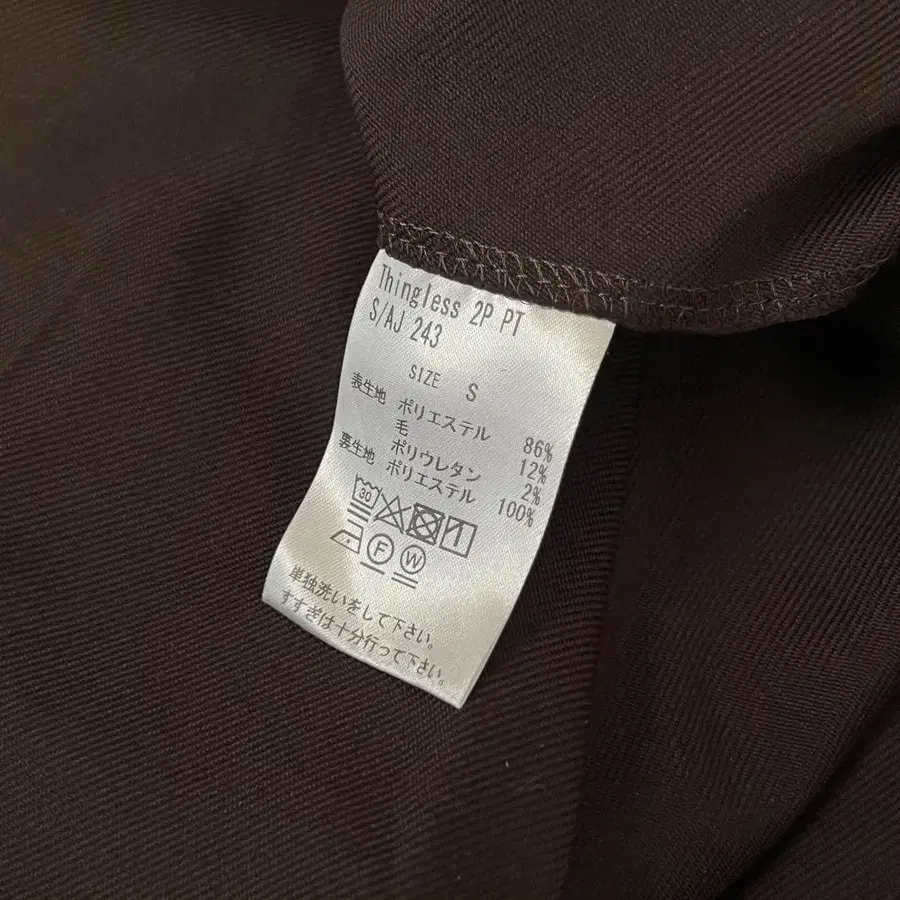 Thingless 2P PT
S/AJ 243
SIZE S
表生地 ポリエステル 86%
毛 12%
ポリウレタン 2%
裏生地 ポリエステル 100%
30
F W
単独洗いをして下さい。
すすぎは十分行って下さい。